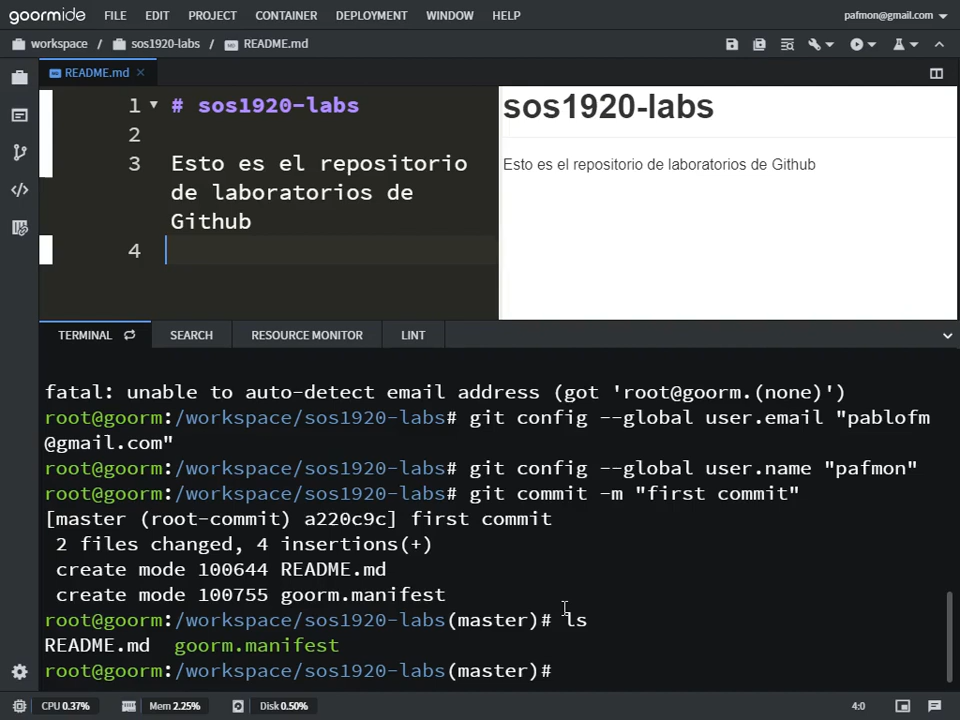 goormide FILE EDIT PROJECT CONTAINER DEPLOYMENT WINDOW HELP pafmon@gmail.com
workspace / sos1920-labs / README.md
README.md
1 # sos1920-labs
2
3 Esto es el repositorio
de laboratorios de
Github
4
sos1920-labs
Esto es el repositorio de laboratorios de Github
TERMINAL SEARCH RESOURCE MONITOR LINT
fatal: unable to auto-detect email address (got 'root@goorm.(none)')
root@goorm:/workspace/sos1920-labs# git config --global user.email "pablofm
@gmail.com"
root@goorm:/workspace/sos1920-labs# git config --global user.name "pafmon"
root@goorm:/workspace/sos1920-labs# git commit -m "first commit"
[master (root-commit) a220c9c] first commit
 2 files changed, 4 insertions(+)
 create mode 100644 README.md
 create mode 100755 goorm.manifest
root@goorm:/workspace/sos1920-labs(master)# ls
README.md  goorm.manifest
root@goorm:/workspace/sos1920-labs(master)#
CPU 0.37% Mem 2.25% Disk 0.50% 4:0